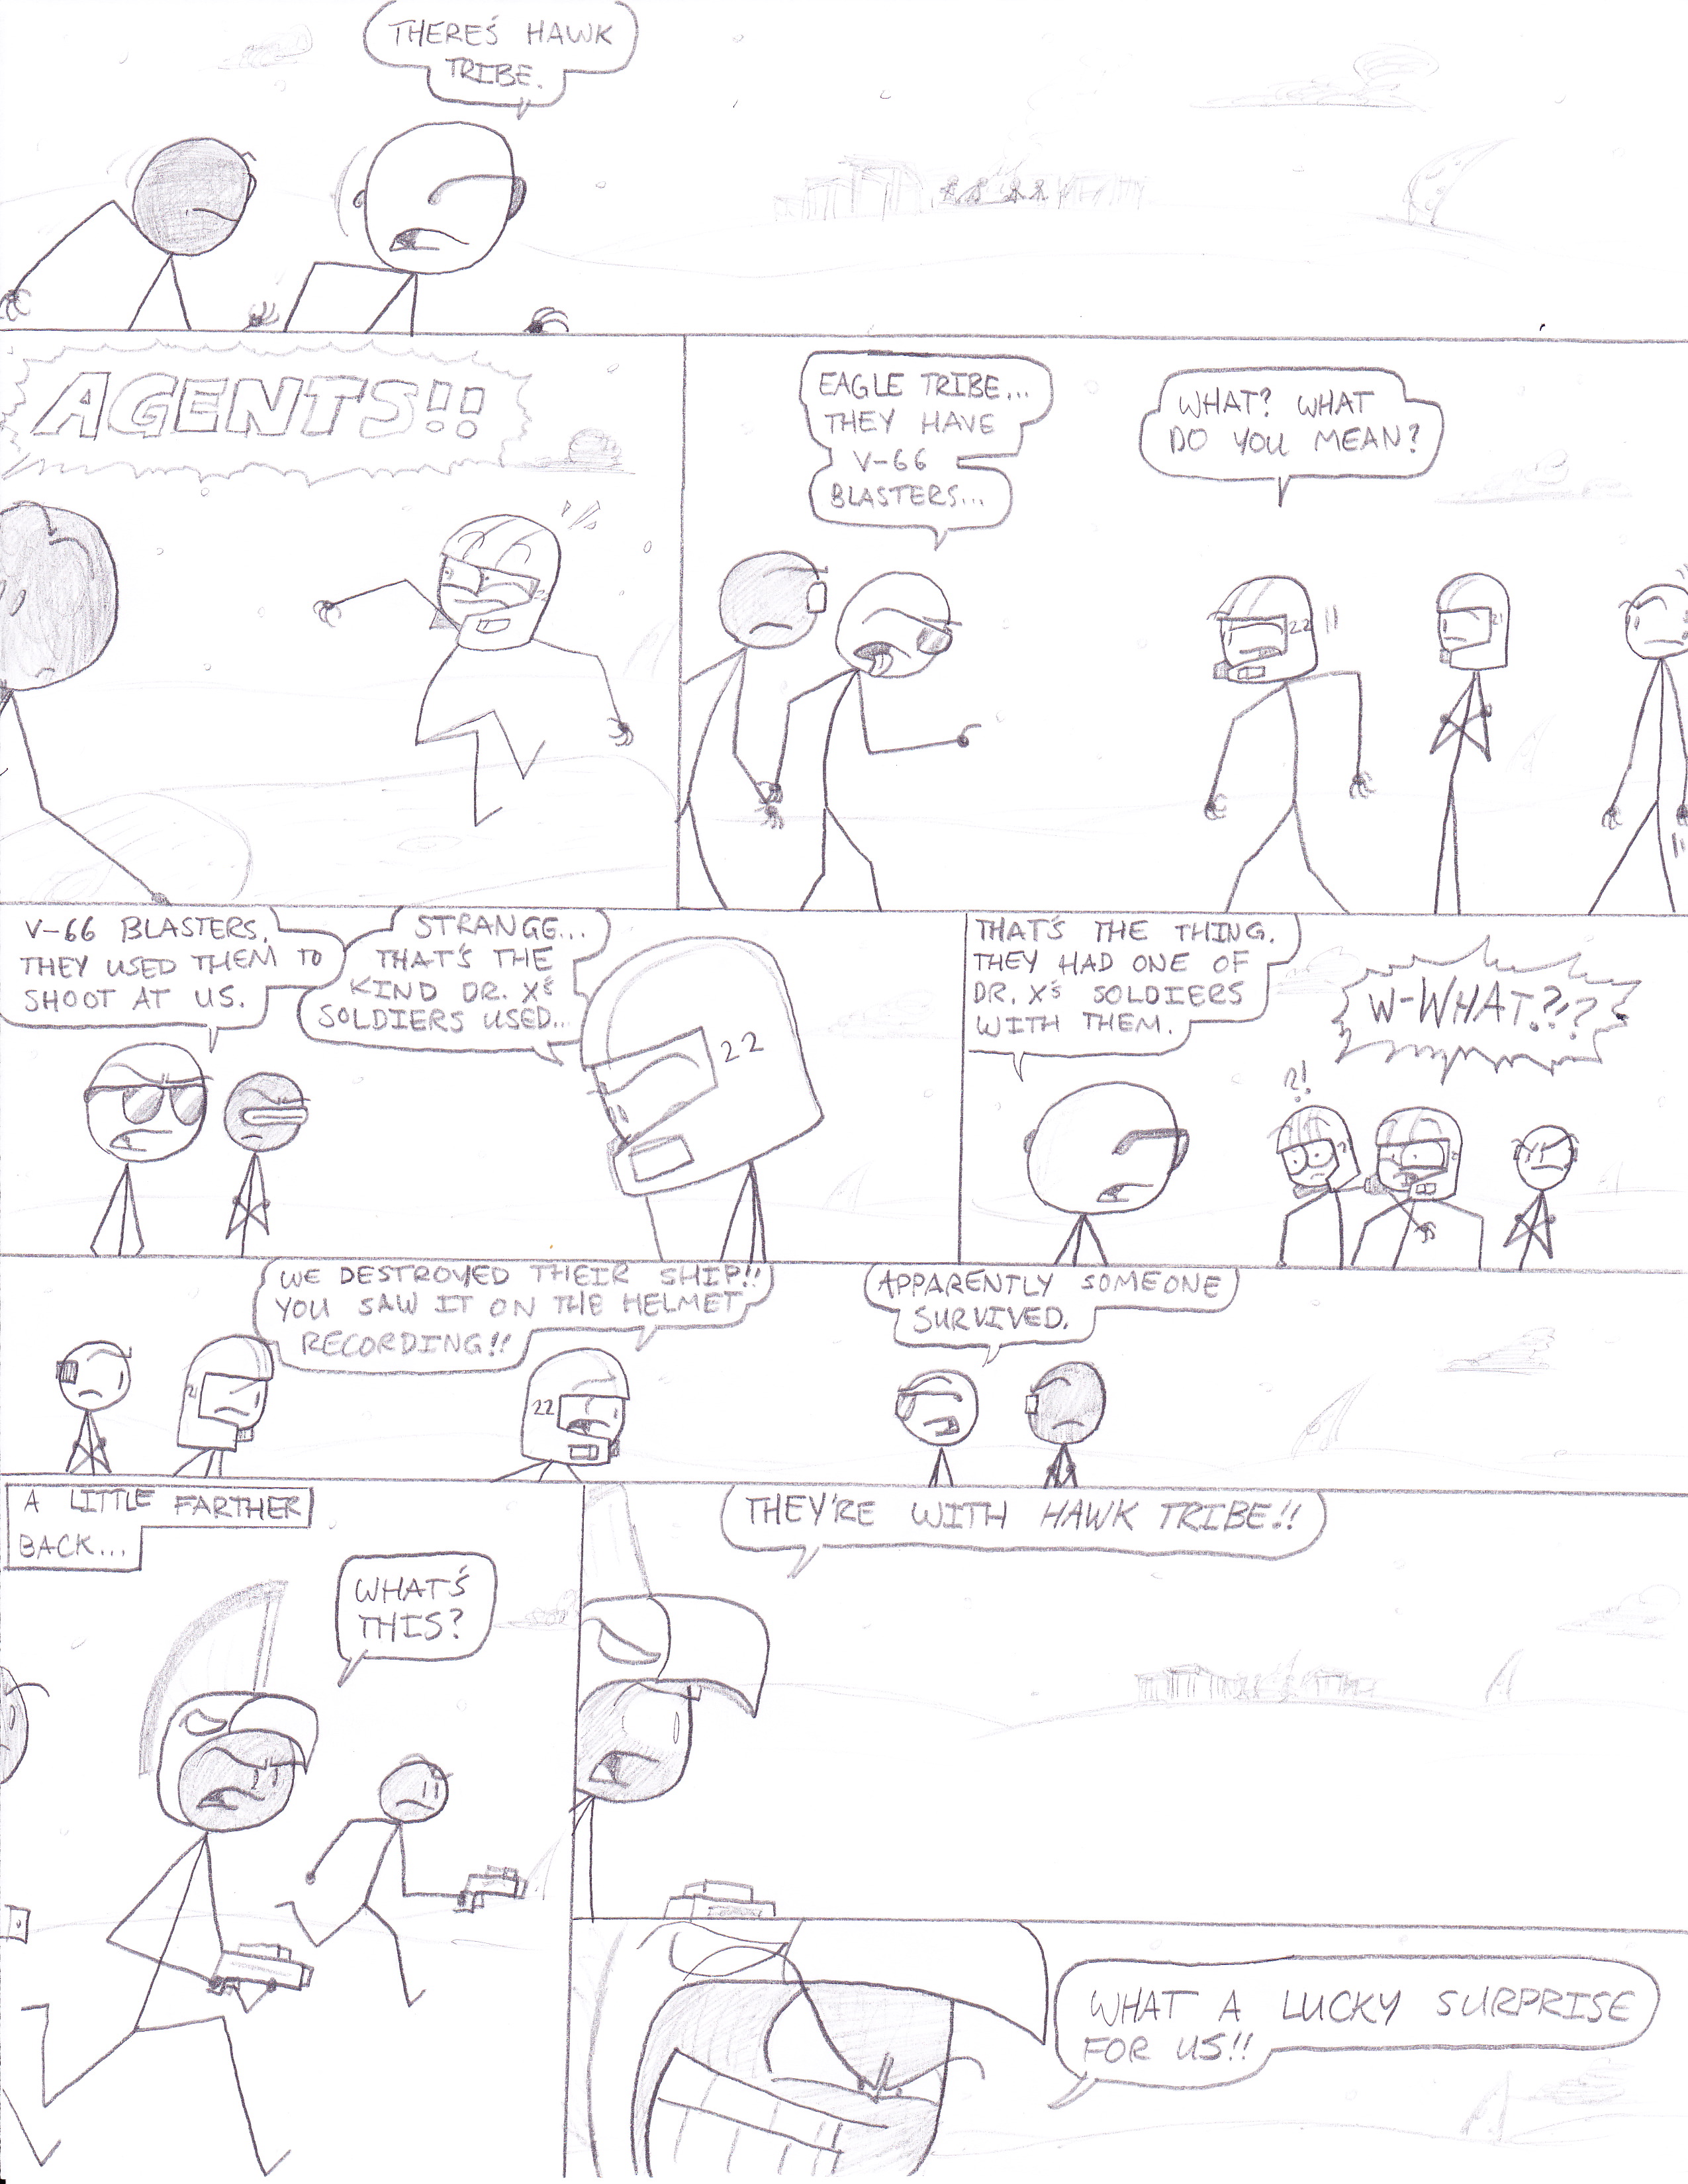 THERE'S HAWK
TRIBE.
AGENTS!!
EAGLE TRIBE...
THEY HAVE
V-66
BLASTERS...
WHAT? WHAT
DO YOU MEAN?
22
21
V-66 BLASTERS.
THEY USED THEM TO
SHOOT AT US.
STRANGE...
THAT'S THE
KIND DR. X'S
SOLDIERS USED...
22
THAT'S THE THING.
THEY HAD ONE OF
DR. X'S SOLDIERS
WITH THEM.
W-WHAT?!?
?!
WE DESTROYED THEIR SHIP!!
YOU SAW IT ON THE HELMET
RECORDING!!
APPARENTLY SOMEONE
SURVIVED.
21
22
A LITTLE FARTHER
BACK...
WHAT'S
THIS?
THEY'RE WITH HAWK TRIBE!!
WHAT A LUCKY SURPRISE
FOR US!!